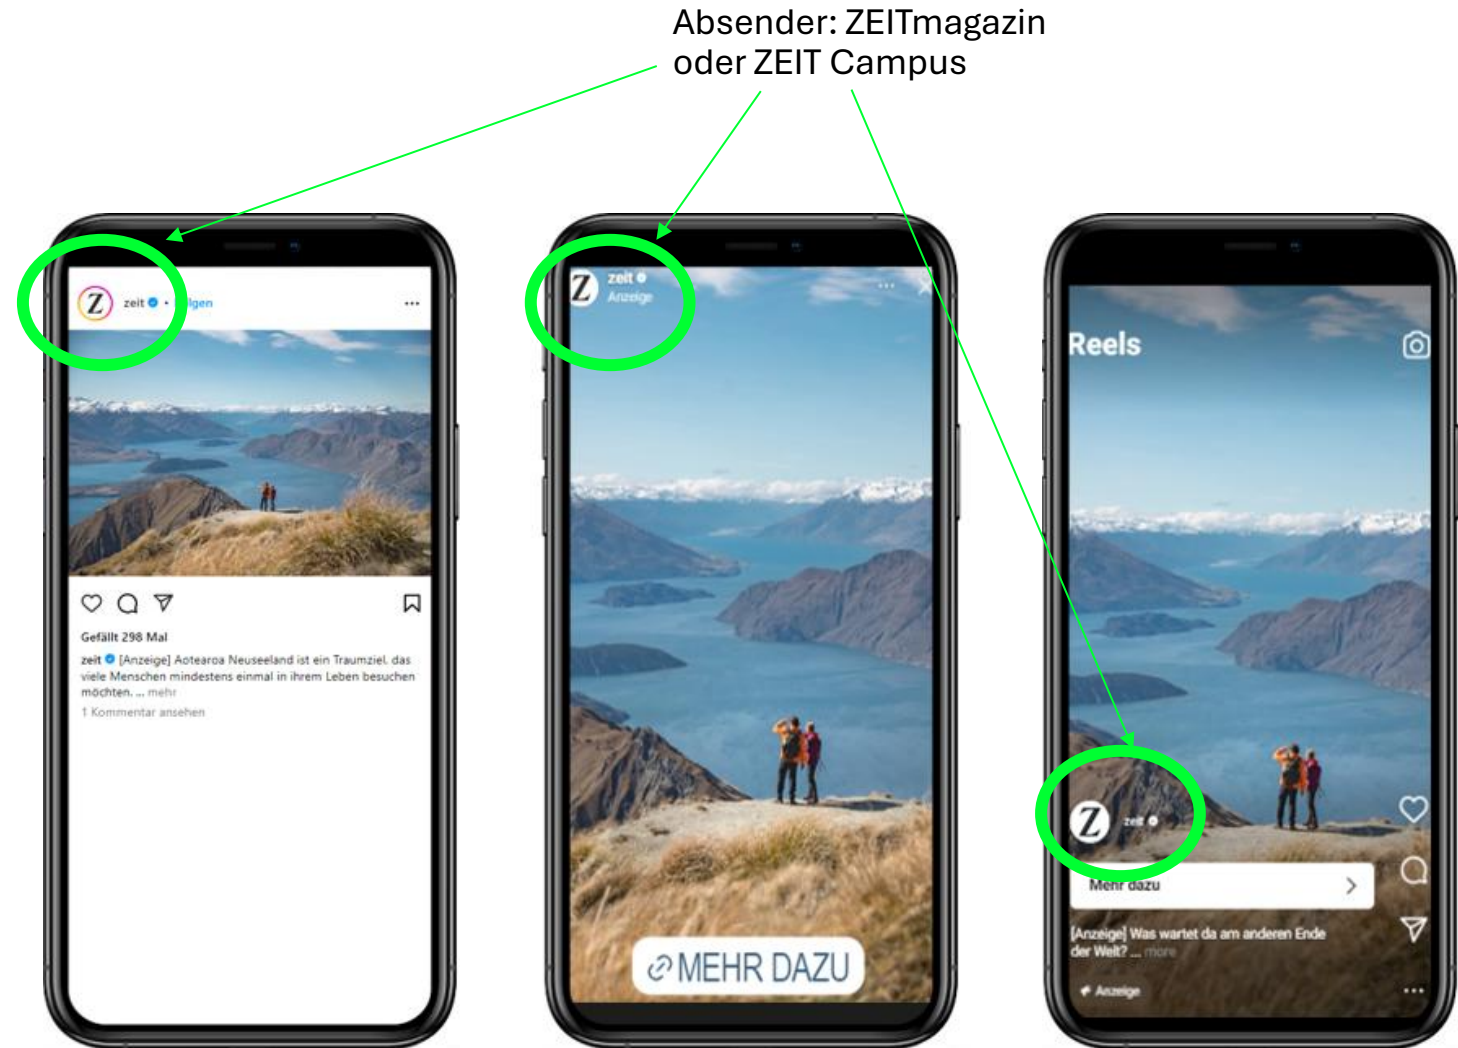 Absender: ZEITmagazin
oder ZEIT Campus
Z zeit • Folgen
Gefällt 298 Mal
zeit [Anzeige] Aotearoa Neuseeland ist ein Traumziel. das
viele Menschen mindestens einmal in ihrem Leben besuchen
möchten. ... mehr
1 Kommentar ansehen
Z zeit
Anzeige
MEHR DAZU
Reels
Z zeit
Mehr dazu
[Anzeige] Was wartet da am anderen Ende
der Welt? ... more
Anzeige